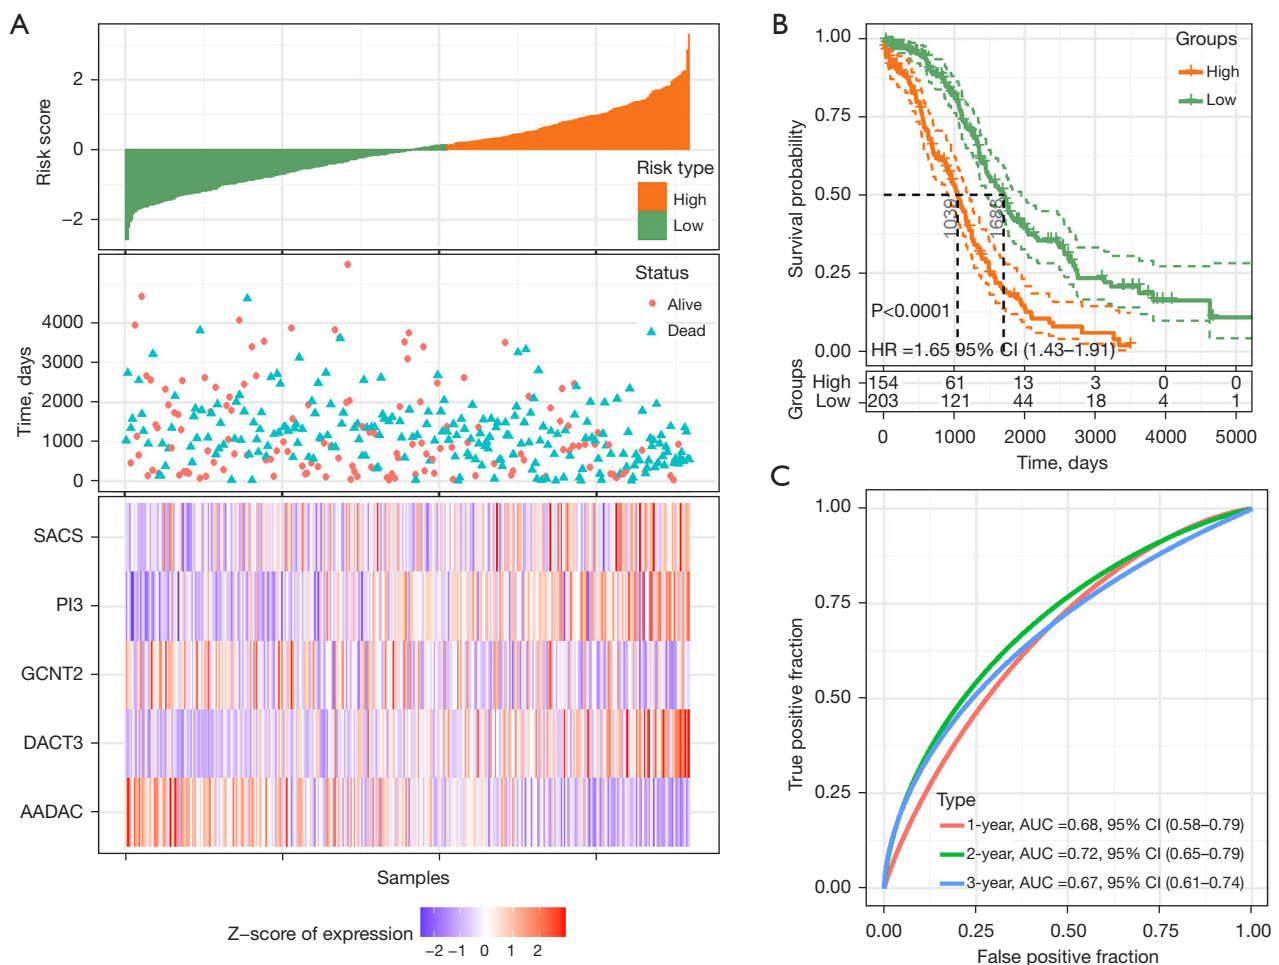 A
2
0
−2
Risk score
Risk type
High
Low
Status
Alive
Dead
4000
3000
2000
1000
0
Time, days
SACS
PI3
GCNT2
DACT3
AADAC
Samples
Z−score of expression
−2 −1 0 1 2
B
1.00
0.75
0.50
0.25
0.00
Survival probability
Groups
High
Low
1039
1688
P<0.0001
HR =1.65 95% CI (1.43–1.91)
Groups
High 154 61 13 3 0 0
Low 203 121 44 18 4 1
0 1000 2000 3000 4000 5000
Time, days
C
1.00
0.75
0.50
0.25
0.00
True positive fraction
Type
1-year, AUC =0.68, 95% CI (0.58–0.79)
2-year, AUC =0.72, 95% CI (0.65–0.79)
3-year, AUC =0.67, 95% CI (0.61–0.74)
0.00 0.25 0.50 0.75 1.00
False positive fraction